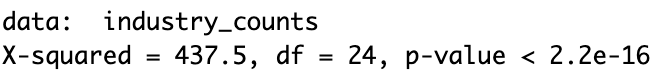 data:  industry_counts
X-squared = 437.5, df = 24, p-value < 2.2e-16